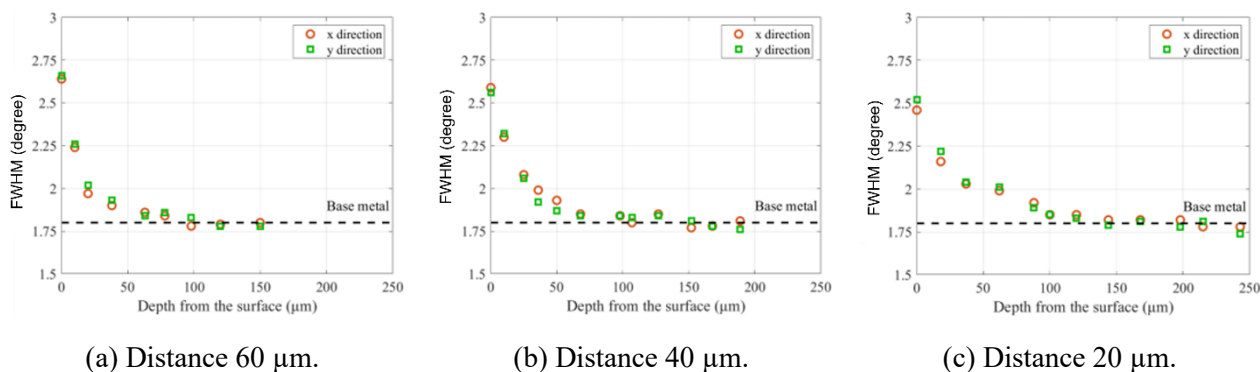 3
2.75
2.5
2.25
2
1.75
1.5
FWHM (degree)
x direction
y direction
Base metal
0 50 100 150 200 250
Depth from the surface (µm)
(a) Distance 60 µm.
3
2.75
2.5
2.25
2
1.75
1.5
FWHM (degree)
x direction
y direction
Base metal
0 50 100 150 200 250
Depth from the surface (µm)
(b) Distance 40 µm.
3
2.75
2.5
2.25
2
1.75
1.5
FWHM (degree)
x direction
y direction
Base metal
0 50 100 150 200 250
Depth from the surface (µm)
(c) Distance 20 µm.